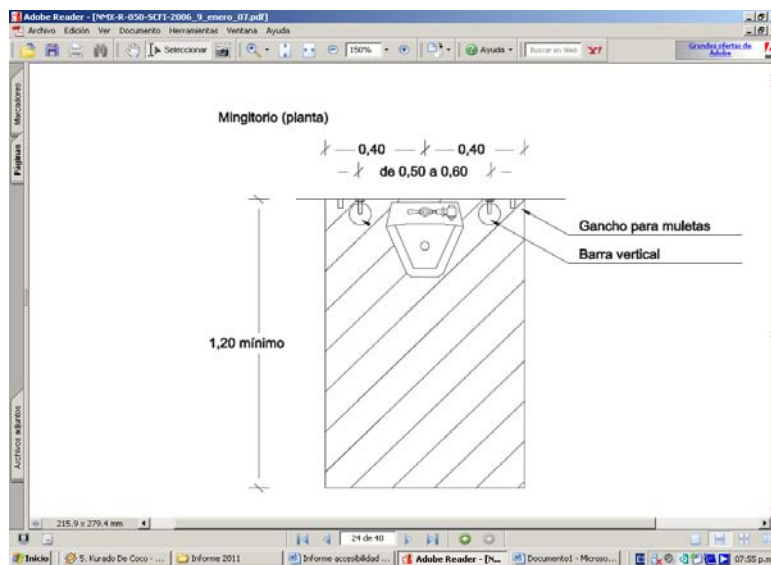 Adobe Reader - [NMX-R-050-SCFI-2006_9_enero_07.pdf]
Archivo Edición Ver Documento Herramientas Ventana Ayuda
Seleccionar 150% Ayuda Buscar en Web Y! Grandes ofertas de Adobe
Marcadores
Páginas
Archivos adjuntos
Mingitorio (planta)
0,40 0,40
de 0,50 a 0,60
Gancho para muletas
Barra vertical
1,20 mínimo
215.9 x 279.4 mm
24 de 40
Inicio 5. Kurado De Coco - ... Informe 2011 Informe accesibilidad ... Adobe Reader - [N... Documento1 - Microso... 07:55 p.m.